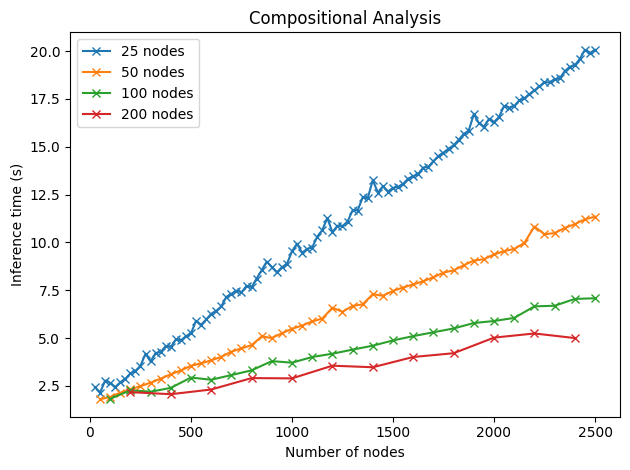 Compositional Analysis
25 nodes
50 nodes
100 nodes
200 nodes
Inference time (s)
20.0
17.5
15.0
12.5
10.0
7.5
5.0
2.5
0
500
1000
1500
2000
2500
Number of nodes